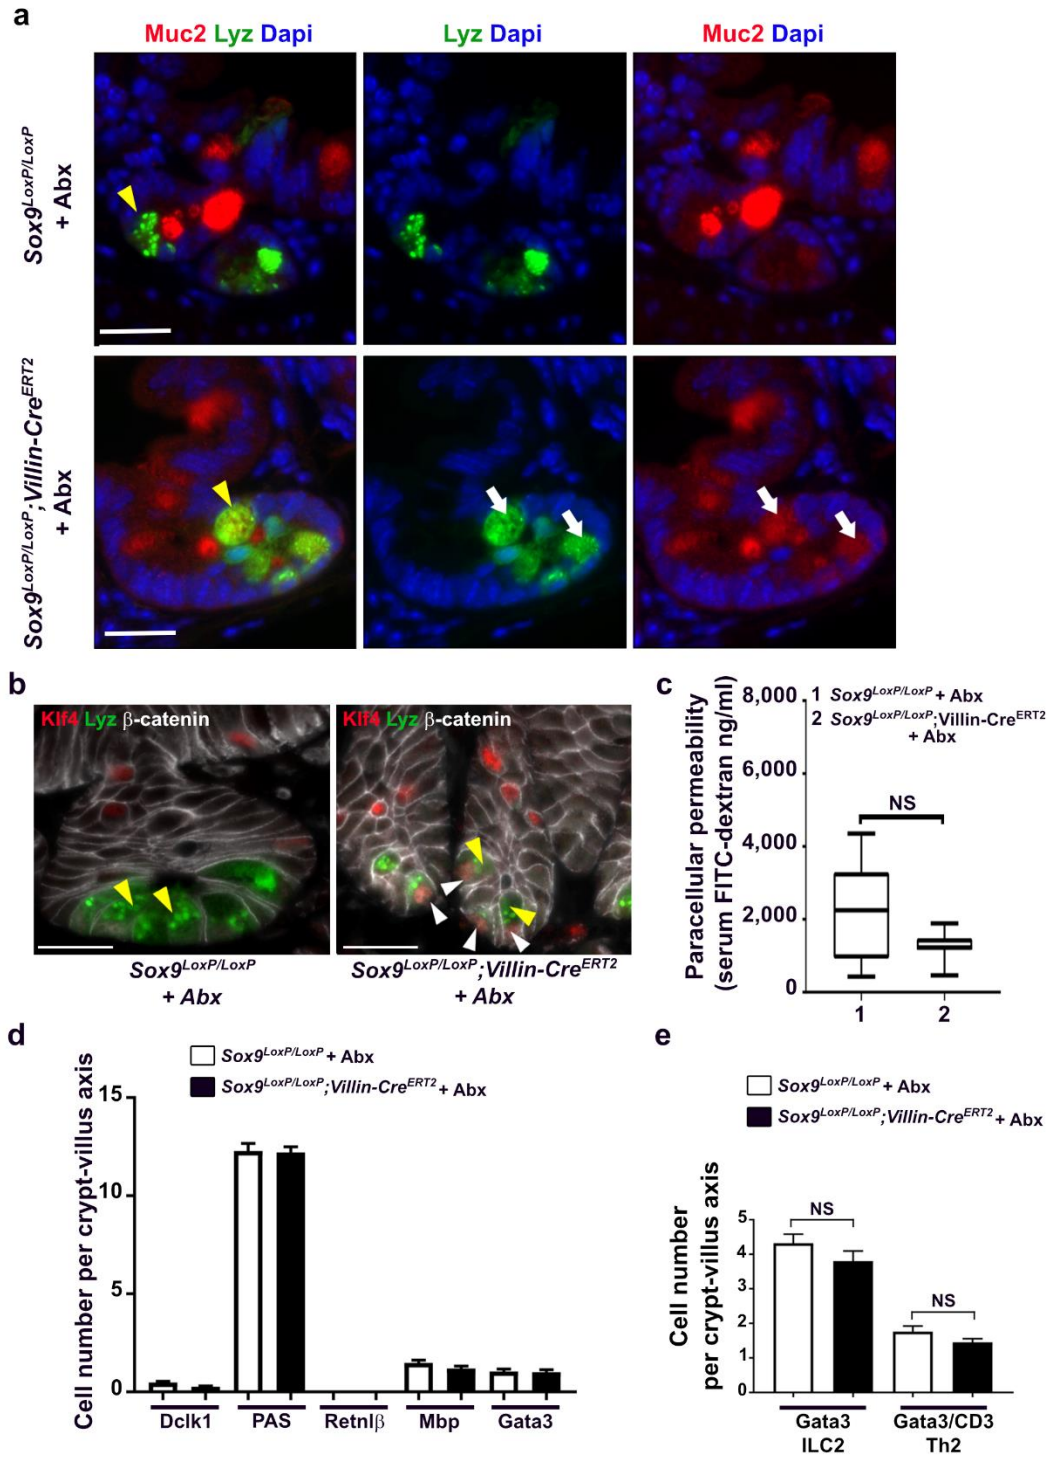 a
Muc2 Lyz Dapi
Lyz Dapi
Muc2 Dapi
Sox9LoxP/LoxP
+ Abx
Sox9LoxP/LoxP;Villin-CreERT2
+ Abx
b
Klf4 Lyz β-catenin
Klf4 Lyz β-catenin
Sox9LoxP/LoxP
+ Abx
Sox9LoxP/LoxP;Villin-CreERT2
+ Abx
c
1 Sox9LoxP/LoxP + Abx
2 Sox9LoxP/LoxP;Villin-CreERT2
+ Abx
Paracellular permeability
(serum FITC-dextran ng/ml)
8,000
6,000
4,000
2,000
0
NS
1 2
d
Sox9LoxP/LoxP + Abx
Sox9LoxP/LoxP;Villin-CreERT2 + Abx
Cell number per crypt-villus axis
15
10
5
0
Dclk1 PAS Retnlβ Mbp Gata3
e
Sox9LoxP/LoxP + Abx
Sox9LoxP/LoxP;Villin-CreERT2 + Abx
Cell number
per crypt-villus axis
5
4
3
2
1
0
NS
NS
Gata3 Gata3/CD3
ILC2 Th2